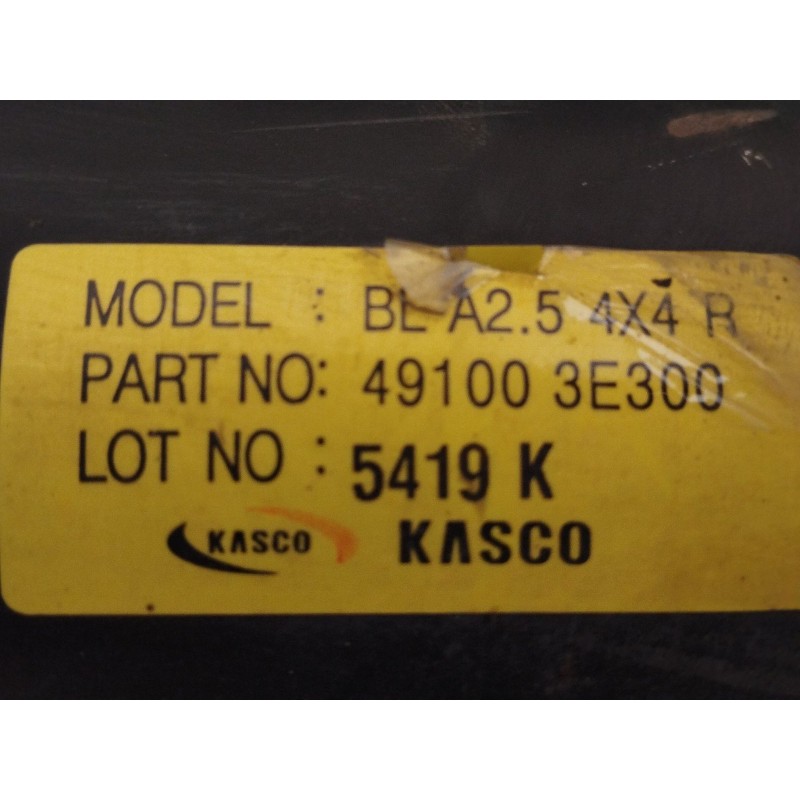 MODEL : BL A2.5 4X4 R
PART NO: 49100 3E300
LOT NO : 5419 K
KASCO KASCO